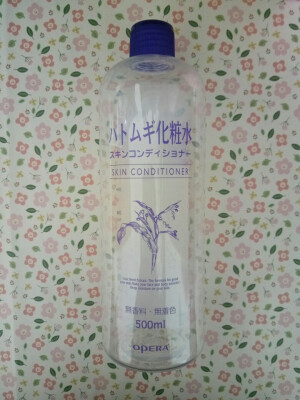 ハトムギ化粧水
スキンコンディショナー
SKIN CONDITIONER
無香料・無着色
500ml
OPERA